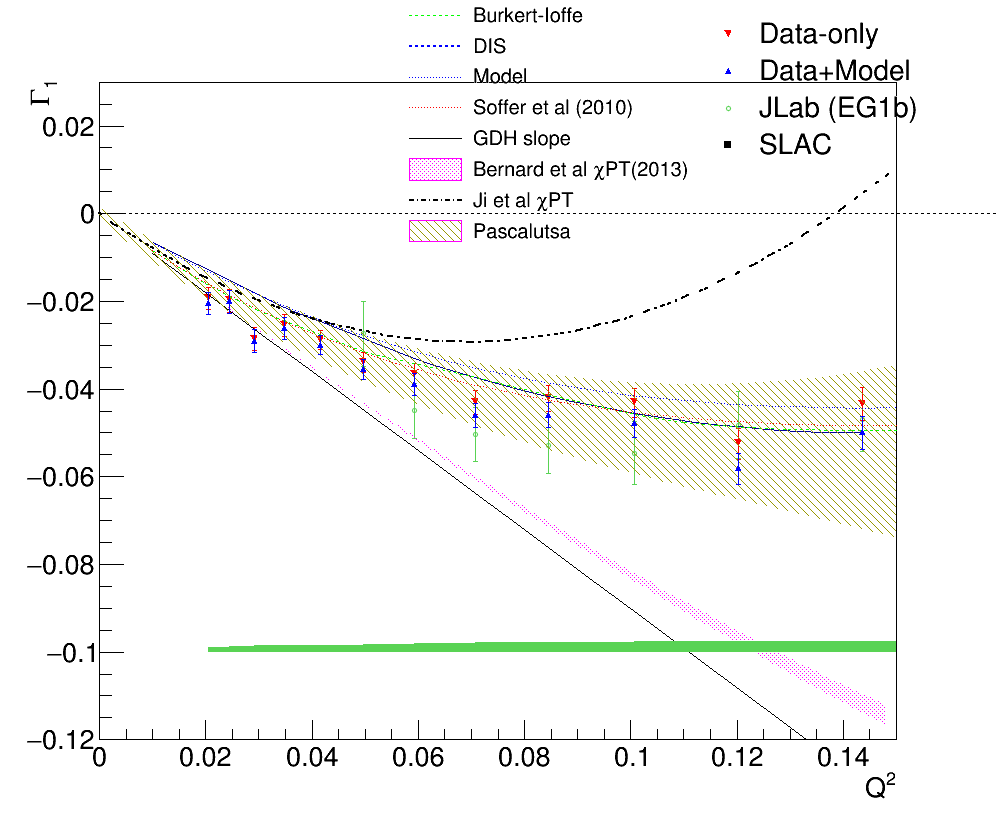 Burkert-Ioffe
DIS
Model
Soffer et al (2010)
GDH slope
Bernard et al χPT(2013)
Ji et al χPT
Pascalutsa
Data-only
Data+Model
JLab (EG1b)
SLAC
Γ1
0.02
0
−0.02
−0.04
−0.06
−0.08
−0.1
−0.12
0 0.02 0.04 0.06 0.08 0.1 0.12 0.14
Q²